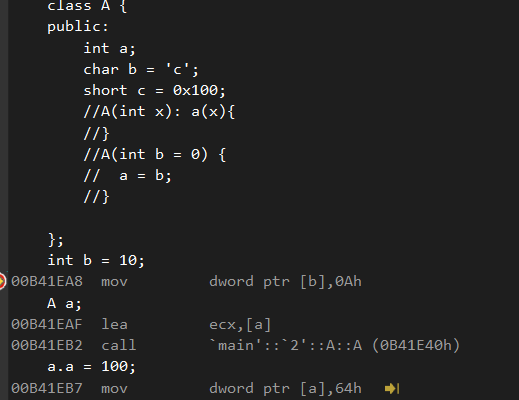 class A {
public:
int a;
char b = 'c';
short c = 0x100;
//A(int x): a(x){
//}
//A(int b = 0) {
//  a = b;
//}
};
int b = 10;
00B41EA8  mov         dword ptr [b],0Ah
A a;
00B41EAF  lea         ecx,[a]
00B41EB2  call        `main'::`2'::A::A (0B41E40h)
a.a = 100;
00B41EB7  mov         dword ptr [a],64h